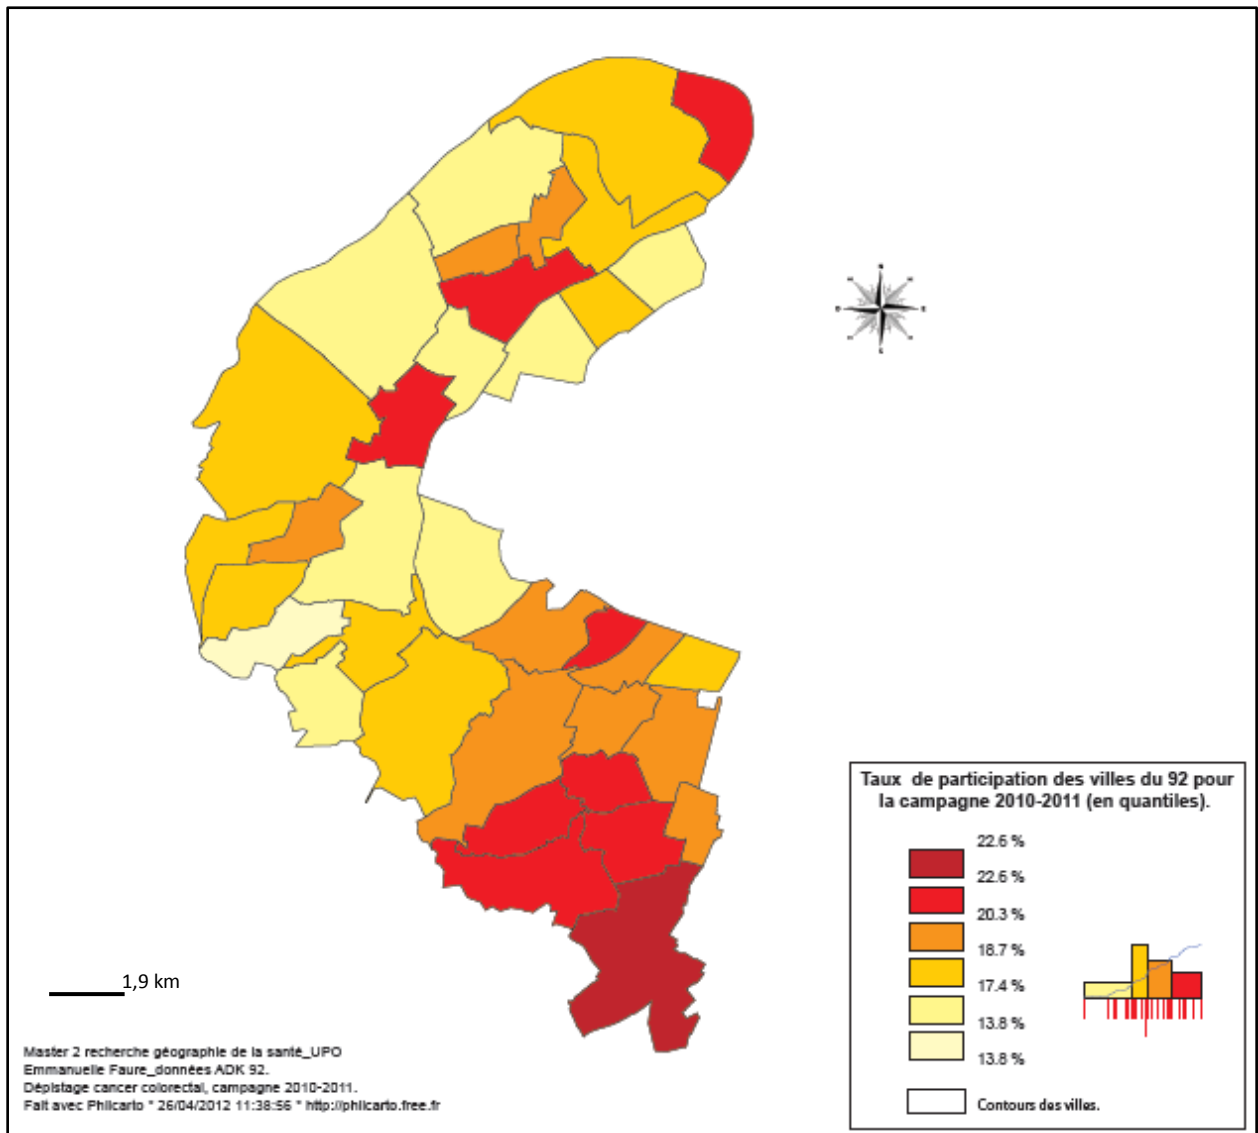 Taux de participation des villes du 92 pour
la campagne 2010-2011 (en quantiles).
22.6 %
22.6 %
20.3 %
18.7 %
17.4 %
13.8 %
13.8 %
Contours des villes.
1,9 km
Master 2 recherche géographie de la santé_UPO
Emmanuelle Faure_données ADK 92.
Dépistage cancer colorectal, campagne 2010-2011.
Fait avec Philcarto * 26/04/2012 11:38:56 * http://philcarto.free.fr